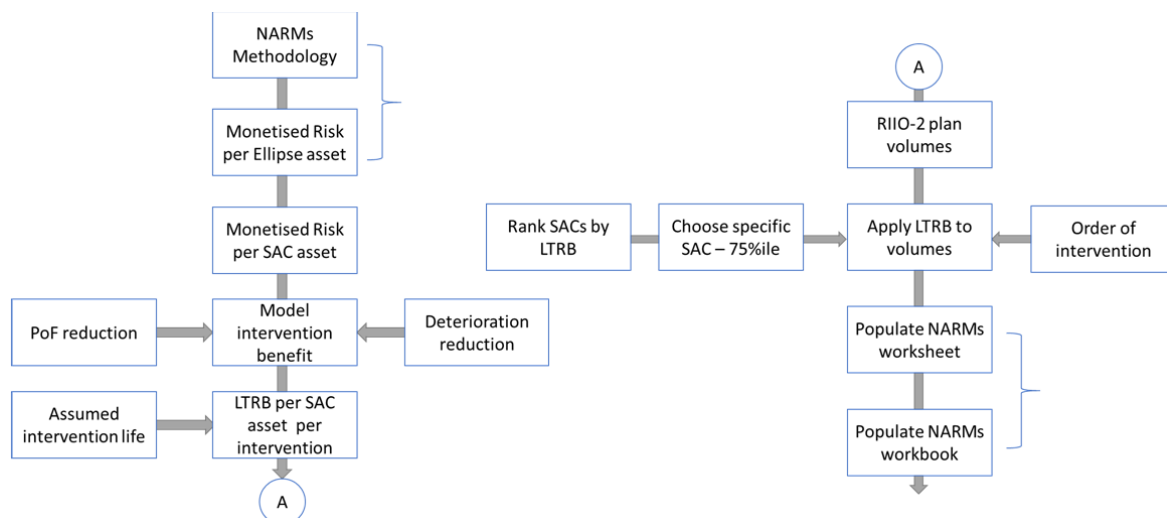 NARMs
Methodology
Monetised Risk
per Ellipse asset
Monetised Risk
per SAC asset
PoF reduction
Model
intervention
benefit
Deterioration
reduction
Assumed
intervention life
LTRB per SAC
asset per
intervention
A
A
RIIO-2 plan
volumes
Rank SACs by
LTRB
Choose specific
SAC – 75%ile
Apply LTRB to
volumes
Order of
intervention
Populate NARMs
worksheet
Populate NARMs
workbook